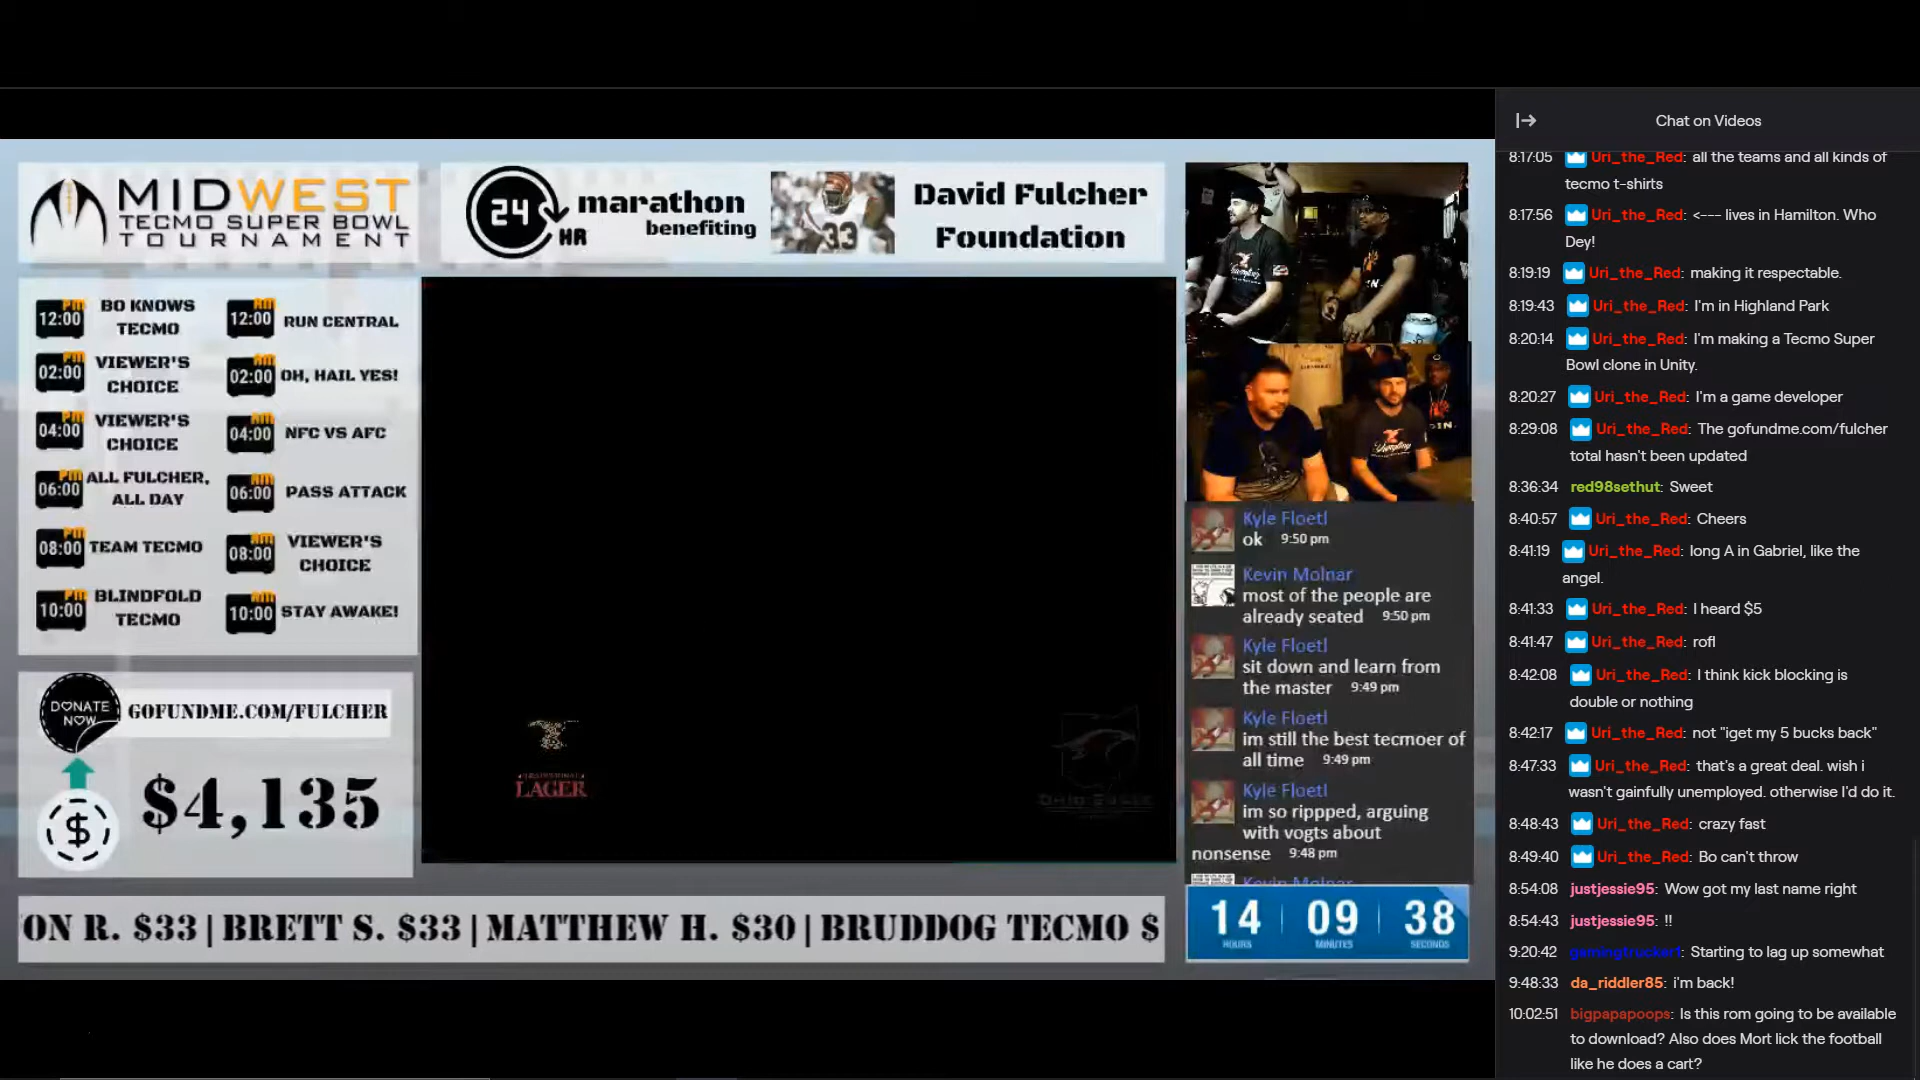 Chat on Videos
MIDWEST
TECMO SUPER BOWL
TOURNAMENT
24
HR
marathon
benefiting
33
David Fulcher
Foundation
PM
12:00
BO KNOWS
TECMO
AM
12:00
RUN CENTRAL
PM
02:00
VIEWER'S
CHOICE
AM
02:00
OH, HAIL YES!
PM
04:00
VIEWER'S
CHOICE
AM
04:00
NFC VS AFC
PM
06:00
ALL FULCHER,
ALL DAY
AM
06:00
PASS ATTACK
PM
08:00
TEAM TECMO
AM
08:00
VIEWER'S
CHOICE
PM
10:00
BLINDFOLD
TECMO
AM
10:00
STAY AWAKE!
DONATE
NOW
GOFUNDME.COM/FULCHER
$
$4,135
LAGER
Yuengling
Kyle Floetl
ok 9:50 pm
Kevin Molnar
most of the people are
already seated 9:50 pm
Kyle Floetl
sit down and learn from
the master 9:49 pm
Kyle Floetl
im still the best tecmoer of
all time 9:49 pm
Kyle Floetl
im so rippped, arguing
with vogts about
nonsense 9:48 pm
Kevin Molnar
ON R. $33 | BRETT S. $33 | MATTHEW H. $30 | BRUDDOG TECMO $
14 09 38
HOURS MINUTES SECONDS
8:17:05 Uri_the_Red: all the teams and all kinds of
tecmo t-shirts
8:17:56 Uri_the_Red: <--- lives in Hamilton. Who
Dey!
8:19:19 Uri_the_Red: making it respectable.
8:19:43 Uri_the_Red: I'm in Highland Park
8:20:14 Uri_the_Red: I'm making a Tecmo Super
Bowl clone in Unity.
8:20:27 Uri_the_Red: I'm a game developer
8:29:08 Uri_the_Red: The gofundme.com/fulcher
total hasn't been updated
8:36:34 red98sethut: Sweet
8:40:57 Uri_the_Red: Cheers
8:41:19 Uri_the_Red: long A in Gabriel, like the
angel.
8:41:33 Uri_the_Red: I heard $5
8:41:47 Uri_the_Red: rofl
8:42:08 Uri_the_Red: I think kick blocking is
double or nothing
8:42:17 Uri_the_Red: not "iget my 5 bucks back"
8:47:33 Uri_the_Red: that's a great deal. wish i
wasn't gainfully unemployed. otherwise I'd do it.
8:48:43 Uri_the_Red: crazy fast
8:49:40 Uri_the_Red: Bo can't throw
8:54:08 justjessie95: Wow got my last name right
8:54:43 justjessie95: !!
9:20:42 gamingtrucker1: Starting to lag up somewhat
9:48:33 da_riddler85: i'm back!
10:02:51 bigpapapoops: Is this rom going to be available
to download? Also does Mort lick the football
like he does a cart?